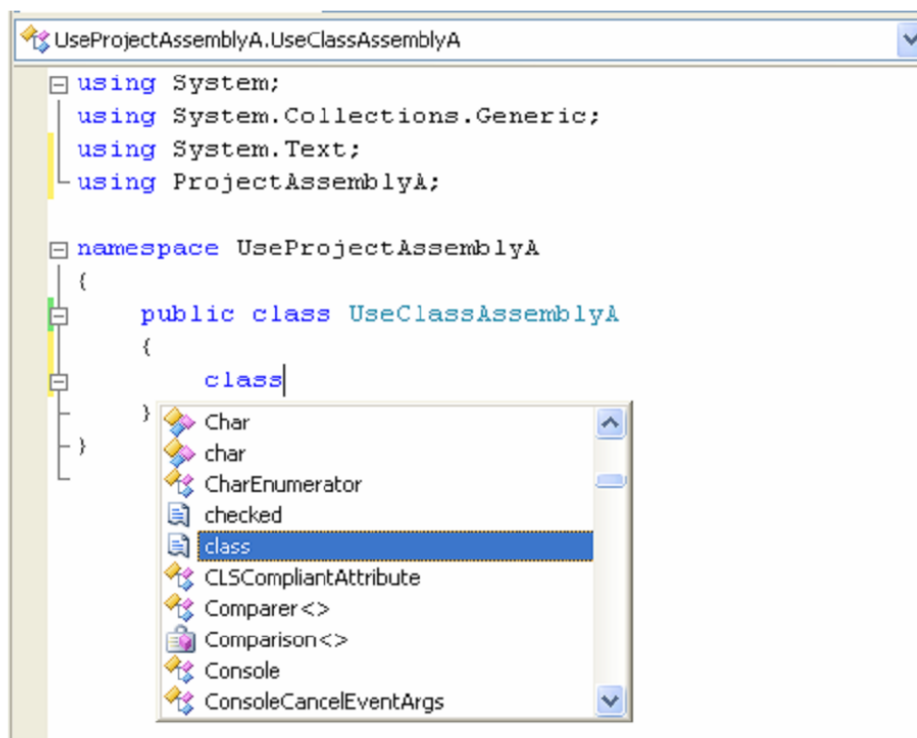 UseProjectAssemblyA.UseClassAssemblyA
using System;
using System.Collections.Generic;
using System.Text;
using ProjectAssemblyA;
namespace UseProjectAssemblyA
{
public class UseClassAssemblyA
{
class
}
}
Char
char
CharEnumerator
checked
class
CLSCompliantAttribute
Comparer<>
Comparison<>
Console
ConsoleCancelEventArgs